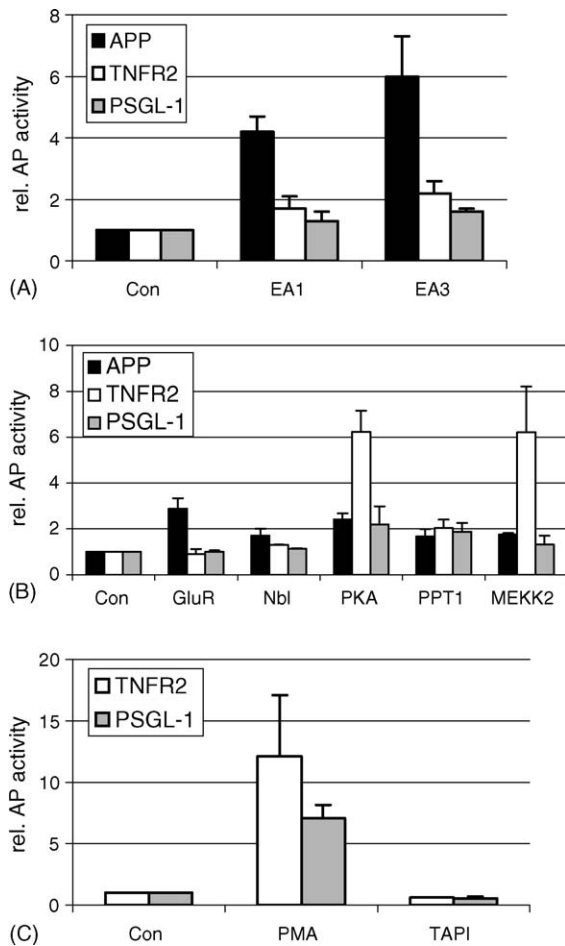 8
APP
TNFR2
PSGL-1
6
4
2
0
rel. AP activity
(A)
Con EA1 EA3
10
APP
TNFR2
PSGL-1
8
6
4
2
0
rel. AP activity
(B)
Con GluR Nbl PKA PPT1 MEKK2
20
TNFR2
PSGL-1
15
10
5
0
rel. AP activity
(C)
Con PMA TAPI